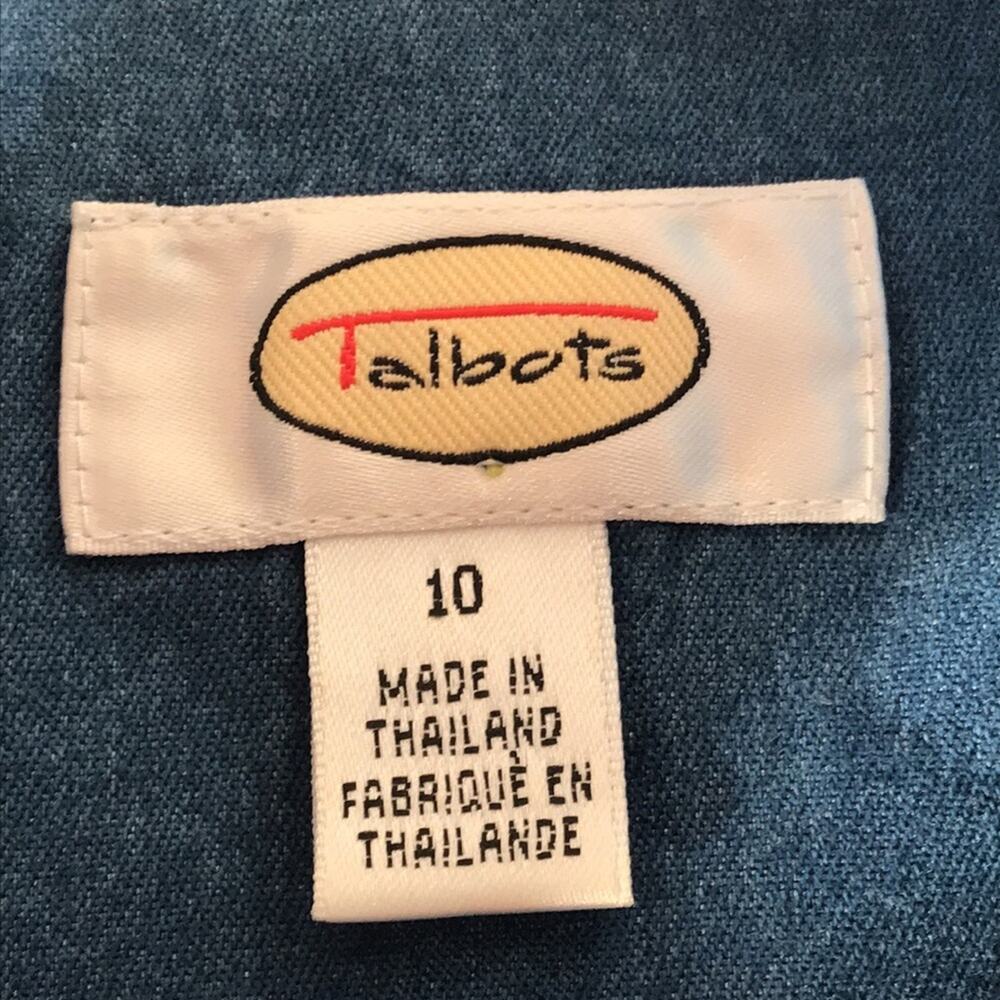 Talbots
10
MADE IN
THAILAND
FABRIQUÈ EN
THAILANDE